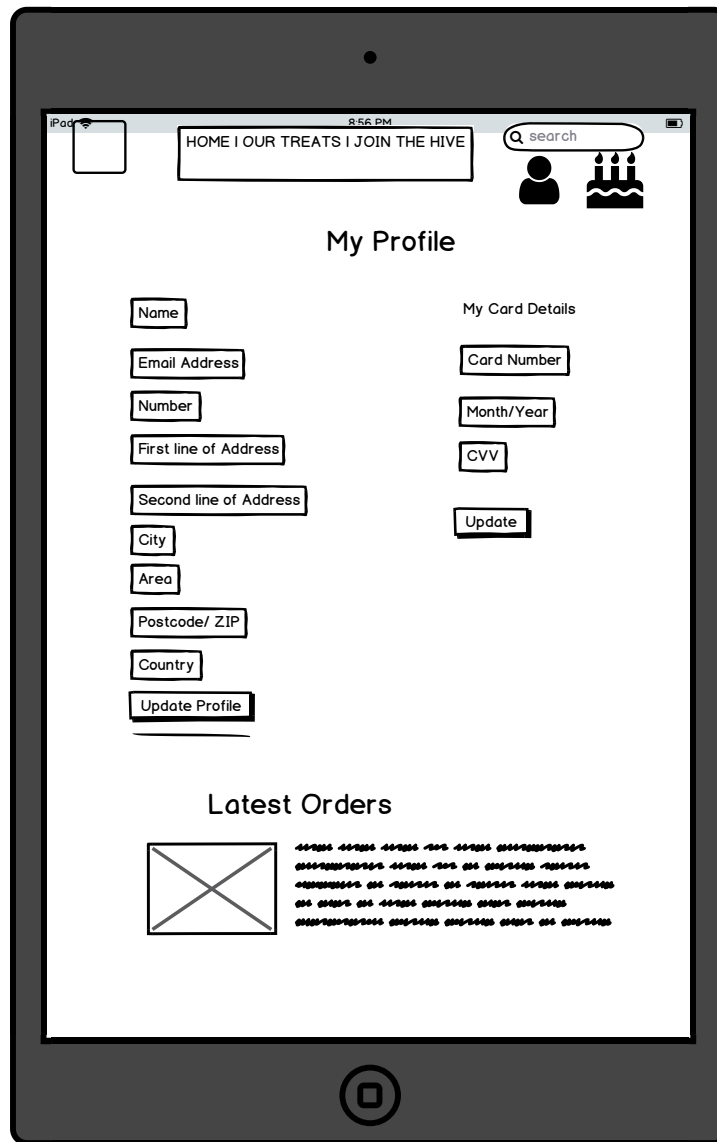 iPad
8:56 PM
HOME I OUR TREATS I JOIN THE HIVE
search
My Profile
Name
Email Address
Number
First line of Address
Second line of Address
City
Area
Postcode/ ZIP
Country
Update Profile
My Card Details
Card Number
Month/Year
CVV
Update
Latest Orders